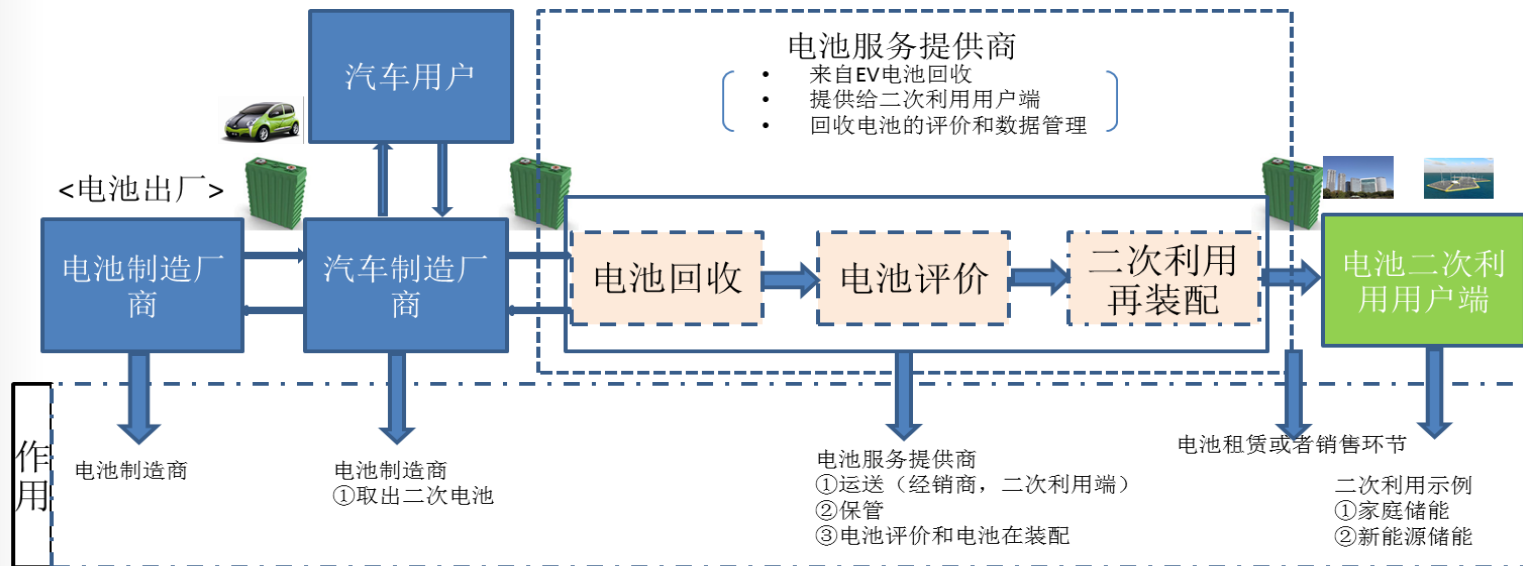 电池服务提供商
• 来自EV电池回收
• 提供给二次利用用户端
• 回收电池的评价和数据管理
汽车用户
<电池出厂>
电池制造厂
商
汽车制造厂
商
电池回收
电池评价
二次利用
再装配
电池二次利
用用户端
作
用
电池制造商
电池制造商
①取出二次电池
电池服务提供商
①运送（经销商，二次利用端）
②保管
③电池评价和电池在装配
电池租赁或者销售环节
二次利用示例
①家庭储能
②新能源储能